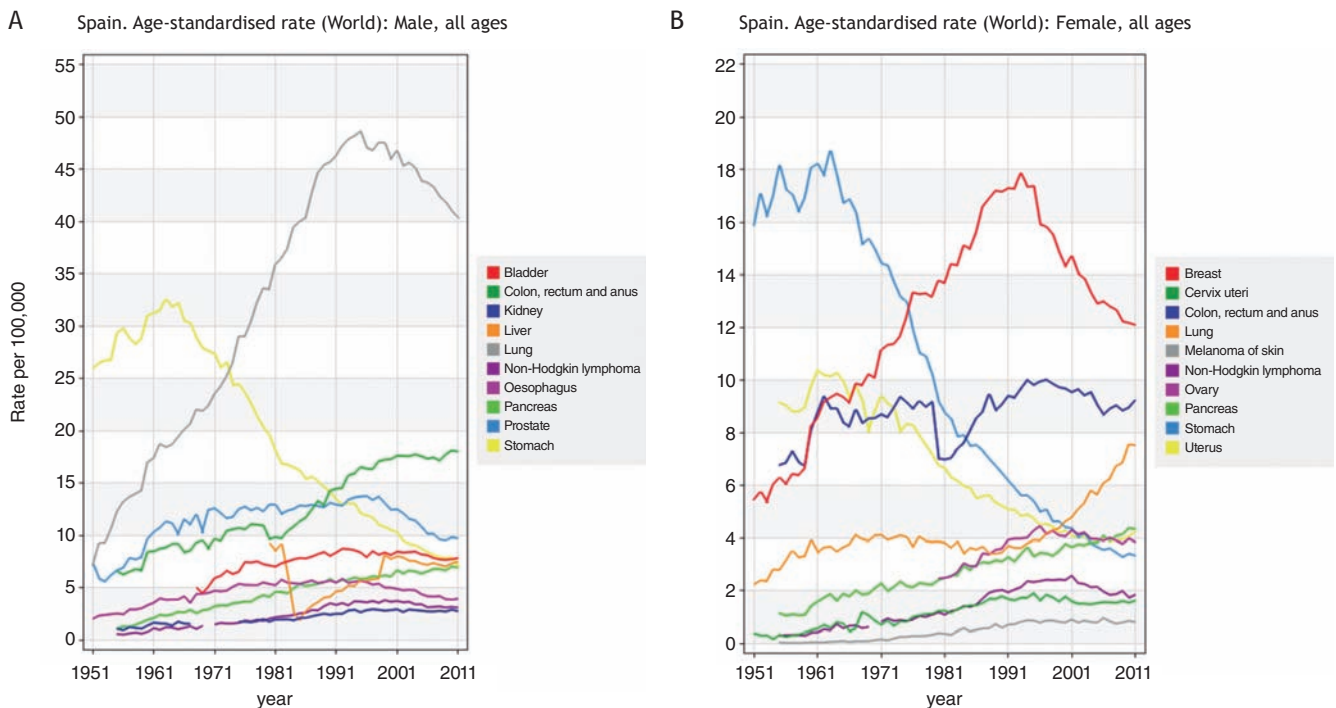 A
Spain. Age-standardised rate (World): Male, all ages
55
50
45
40
35
30
25
20
15
10
5
0
Rate per 100,000
1951 1961 1971 1981 1991 2001 2011
year
Bladder
Colon, rectum and anus
Kidney
Liver
Lung
Non-Hodgkin lymphoma
Oesophagus
Pancreas
Prostate
Stomach
B
Spain. Age-standardised rate (World): Female, all ages
22
20
18
16
14
12
10
8
6
4
2
0
1951 1961 1971 1981 1991 2001 2011
year
Breast
Cervix uteri
Colon, rectum and anus
Lung
Melanoma of skin
Non-Hodgkin lymphoma
Ovary
Pancreas
Stomach
Uterus